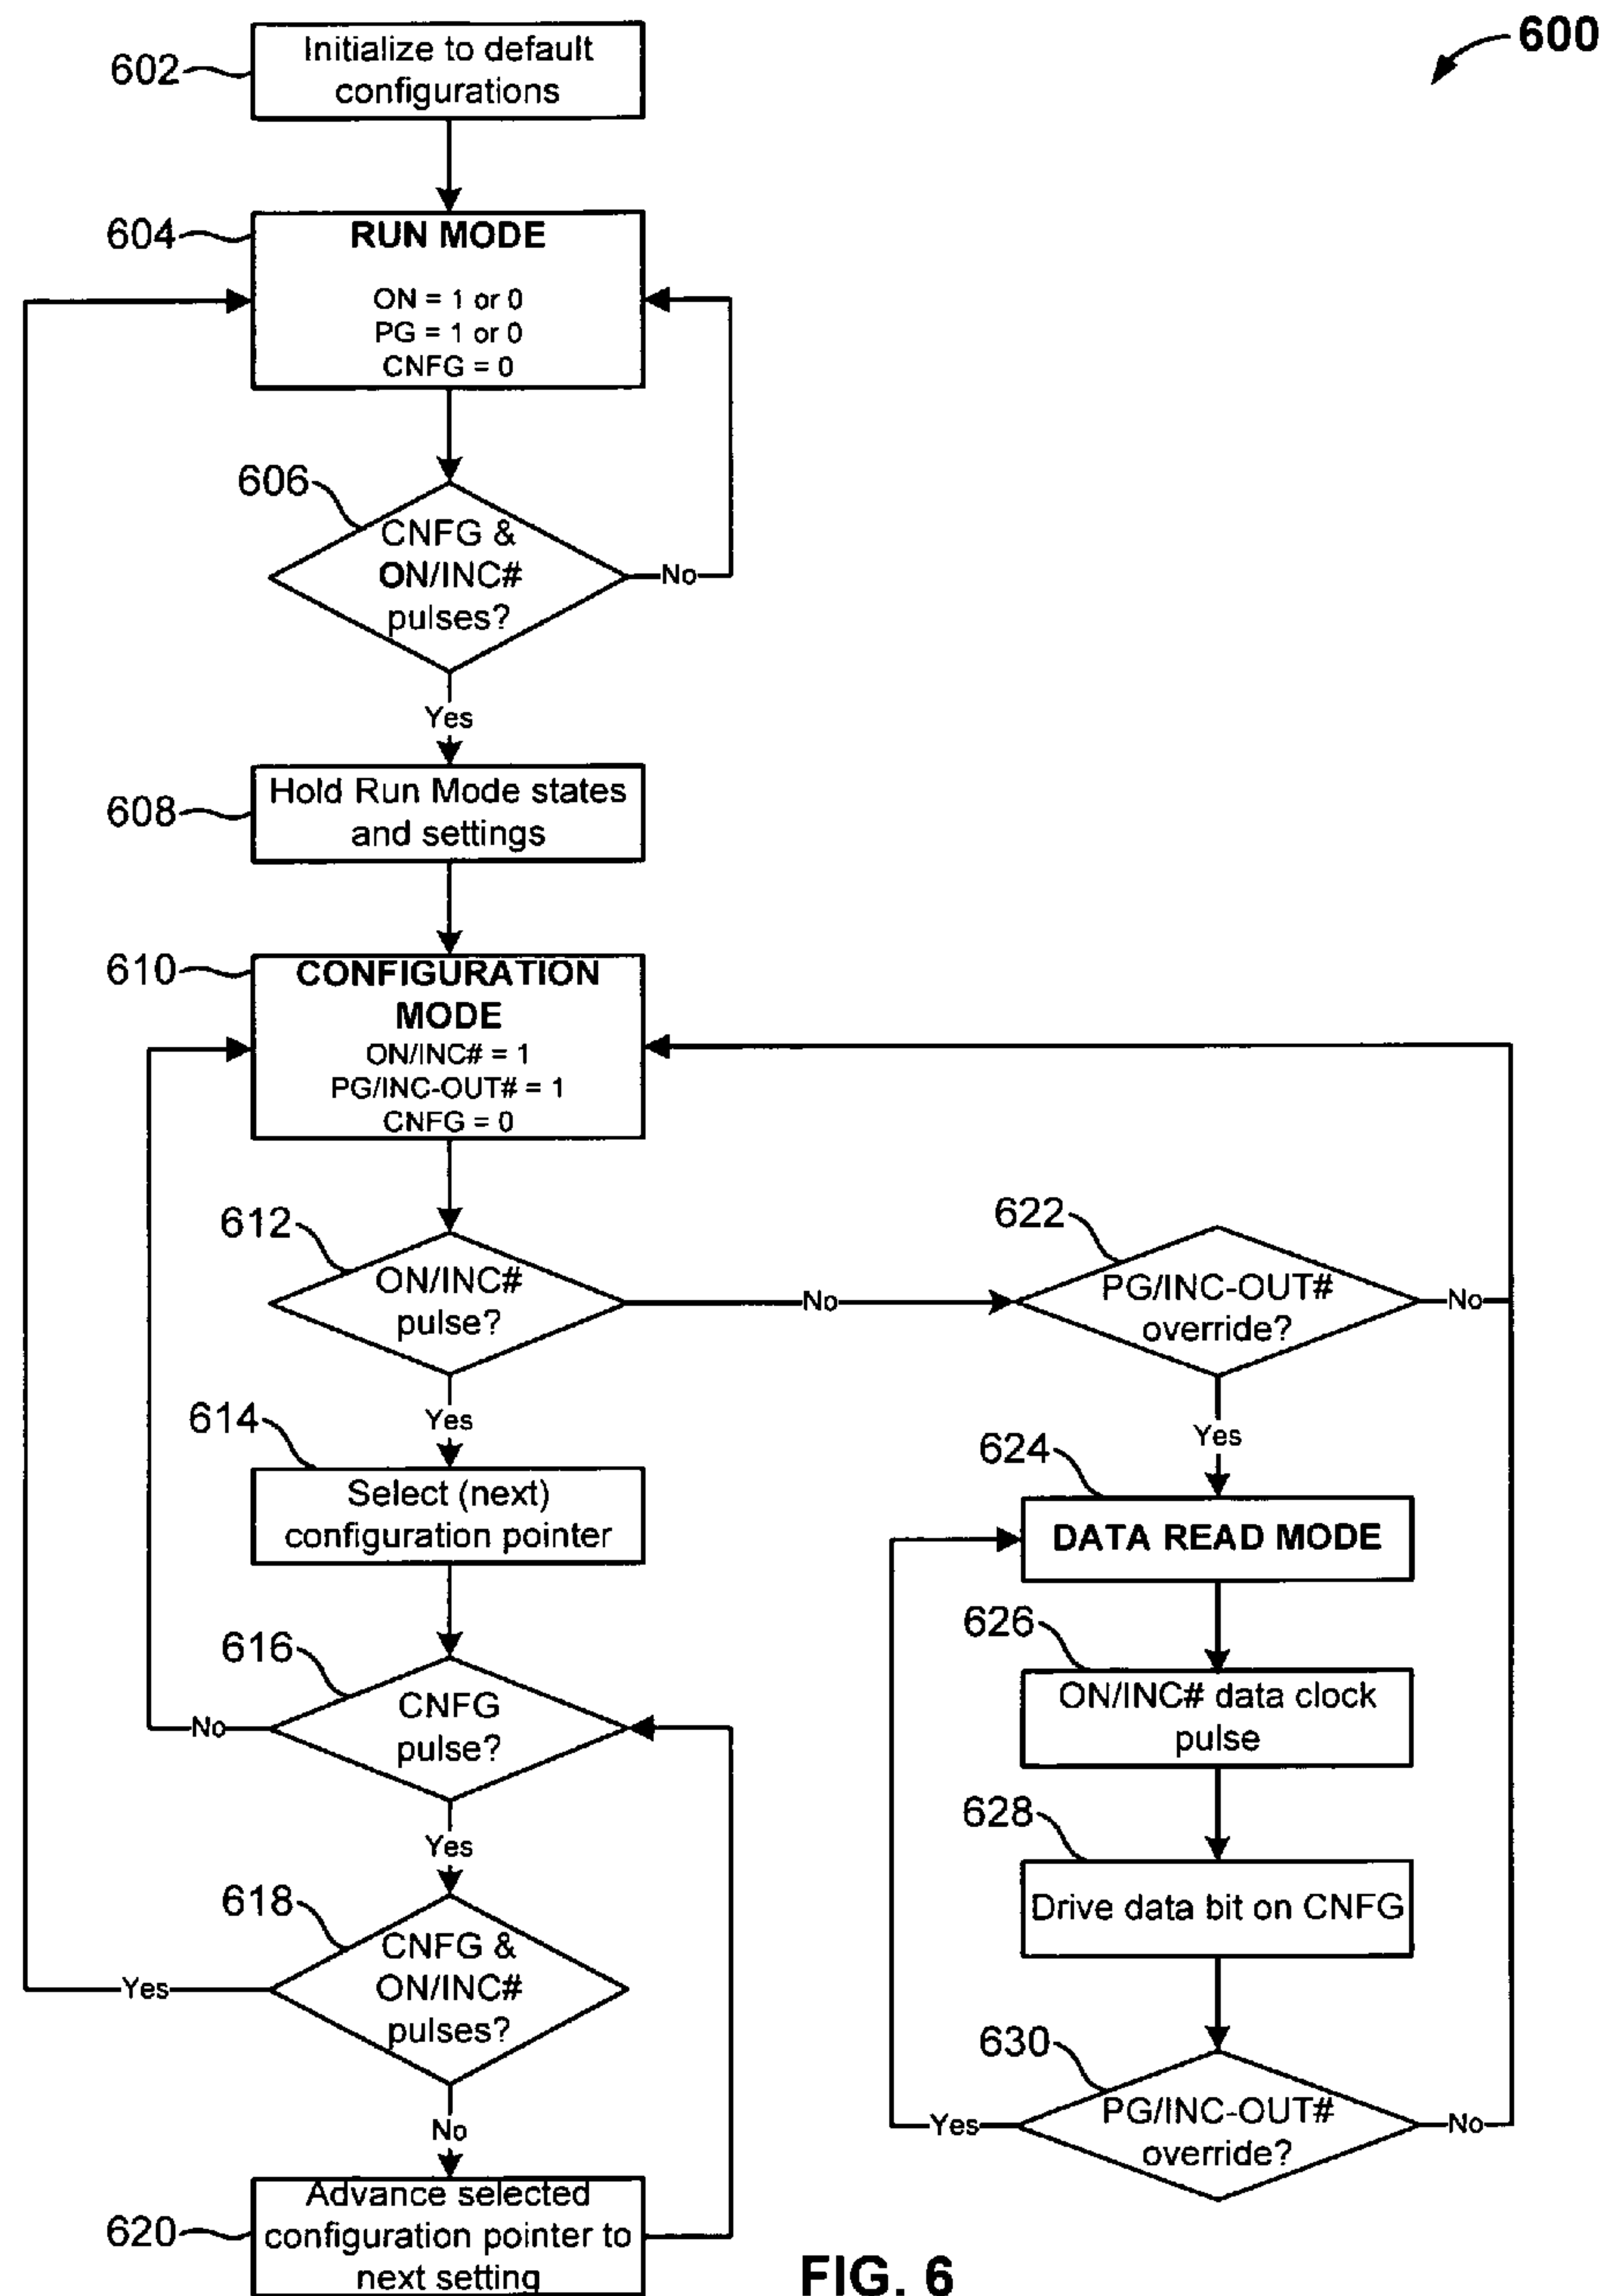 600
602
Initialize to default
configurations
604
RUN MODE
ON = 1 or 0
PG = 1 or 0
CNFG = 0
606
CNFG &
ON/INC#
pulses?
No
Yes
608
Hold Run Mode states
and settings
610
CONFIGURATION
MODE
ON/INC# = 1
PG/INC-OUT# = 1
CNFG = 0
612
ON/INC#
pulse?
No
Yes
614
Select (next)
configuration pointer
616
CNFG
pulse?
No
Yes
618
CNFG &
ON/INC#
pulses?
Yes
No
620
Advance selected
configuration pointer to
next setting
622
PG/INC-OUT#
override?
No
Yes
624
DATA READ MODE
626
ON/INC# data clock
pulse
628
Drive data bit on CNFG
630
PG/INC-OUT#
override?
Yes
No
FIG. 6